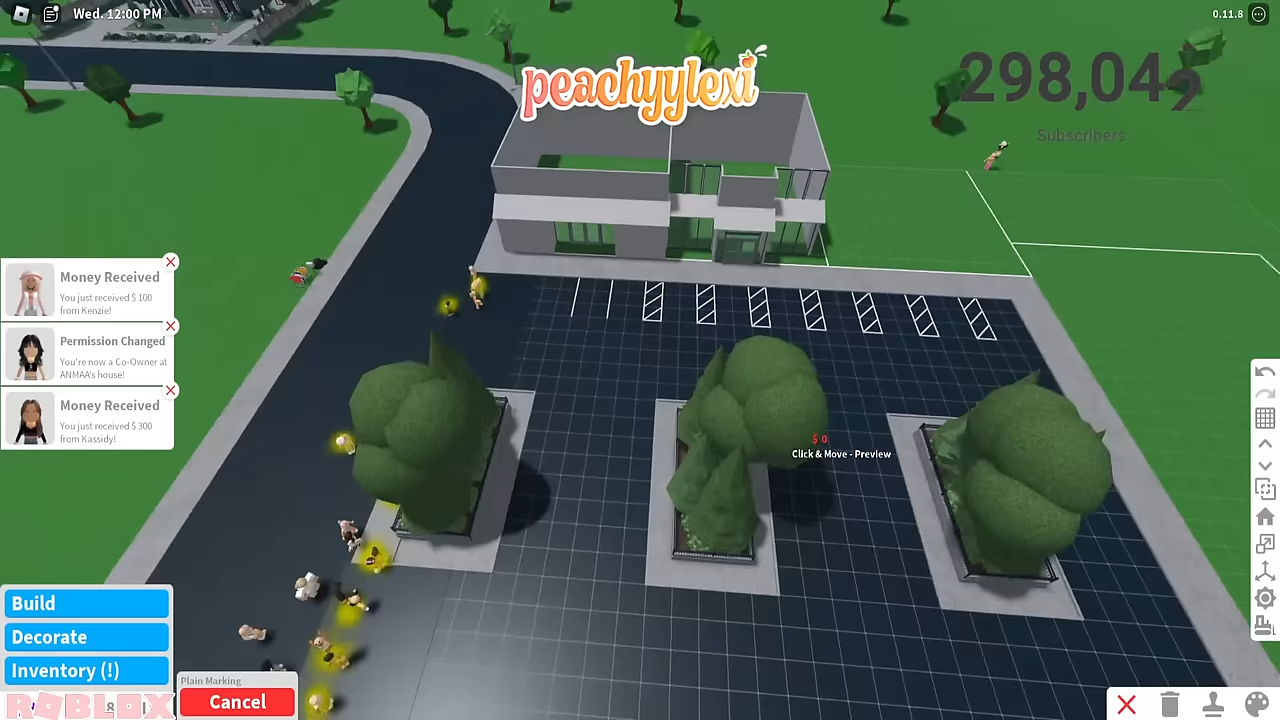 Wed. 12:00 PM
0.11.8
peachyylexi
298,04
Subscribers
Money Received
You just received $ 100
from Kenzie!
Permission Changed
You're now a Co-Owner at
ANMAA's house!
Money Received
You just received $ 300
from Kassidy!
$ 0
Click & Move - Preview
Build
Decorate
Inventory (!)
Plain Marking
Cancel
ROBLOX